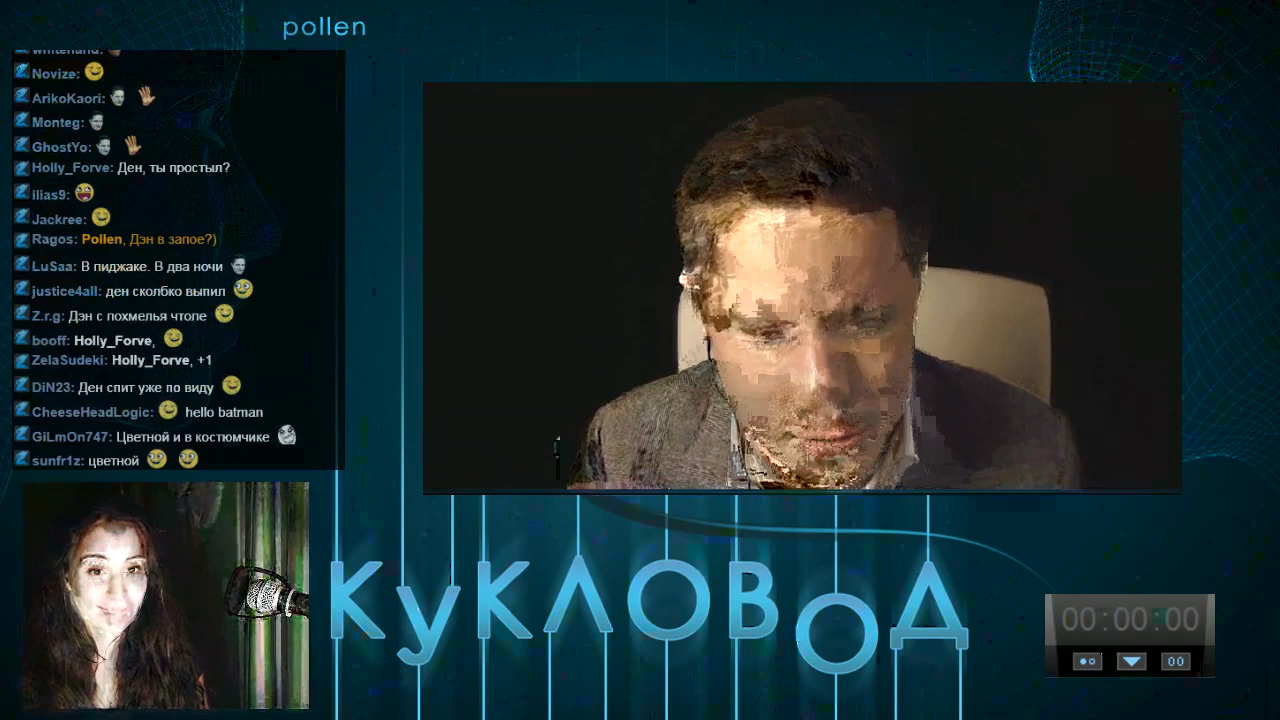 pollen
Novize:
ArikoKaori:
Monteg:
GhostYo:
Holly_Forve: Ден, ты простыл?
ilias9:
Jackree:
Ragos: Pollen, Дэн в запое?)
LuSaa: В пиджаке. В два ночи
justice4all: ден сколбко выпил
Z.r.g: Дэн с похмелья чтопе
booff: Holly_Forve,
ZelaSudeki: Holly_Forve, +1
DiN23: Ден спит уже по виду
CheeseHeadLogic: hello batman
GiLmOn747: Цветной и в костюмчике
sunfr1z: цветной
КУКЛОВОД
00:00:00
00